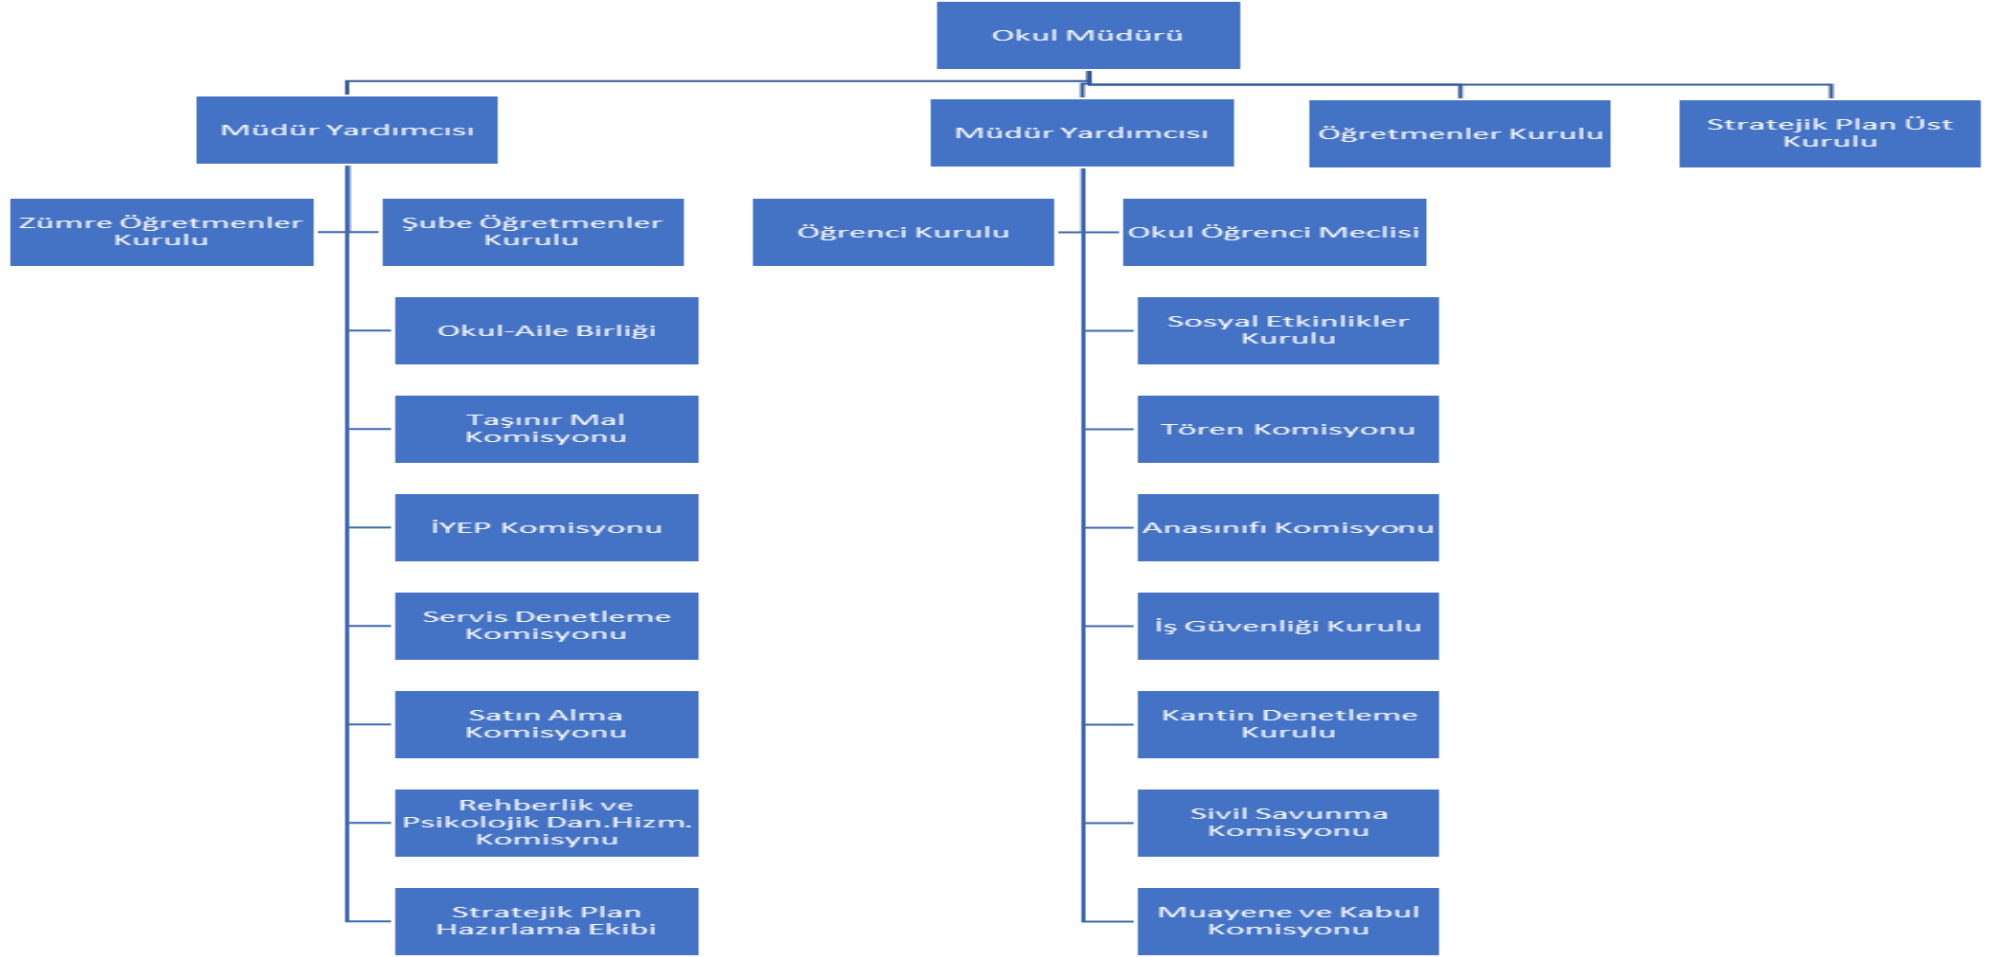 Okul Müdürü
Müdür Yardımcısı
Müdür Yardımcısı
Öğretmenler Kurulu
Stratejik Plan Üst
Kurulu
Zümre Öğretmenler
Kurulu
Şube Öğretmenler
Kurulu
Öğrenci Kurulu
Okul Öğrenci Meclisi
Okul-Aile Birliği
Sosyal Etkinlikler
Kurulu
Taşınır Mal
Komisyonu
Tören Komisyonu
İYEP Komisyonu
Anasınıfı Komisyonu
Servis Denetleme
Komisyonu
İş Güvenliği Kurulu
Satın Alma
Komisyonu
Kantin Denetleme
Kurulu
Rehberlik ve
Psikolojik Dan.Hizm.
Komisynu
Sivil Savunma
Komisyonu
Stratejik Plan
Hazırlama Ekibi
Muayene ve Kabul
Komisyonu